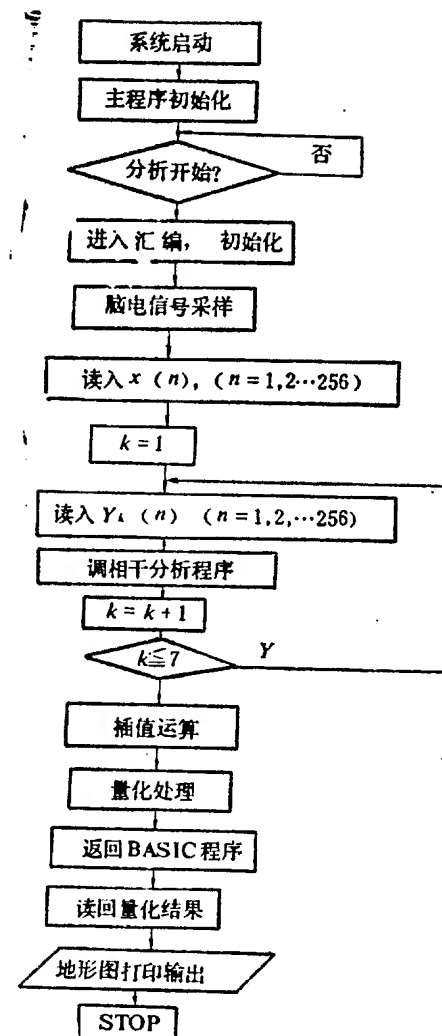 系统启动
主程序初始化
分析开始?
否
进入汇编, 初始化
脑电信号采样
读入 x (n), (n=1,2…256)
k=1
读入 Yₖ (n) (n=1,2,…256)
调相干分析程序
k=k+1
k≦7
Y
插值运算
量化处理
返回BASIC程序
读回量化结果
地形图打印输出
STOP